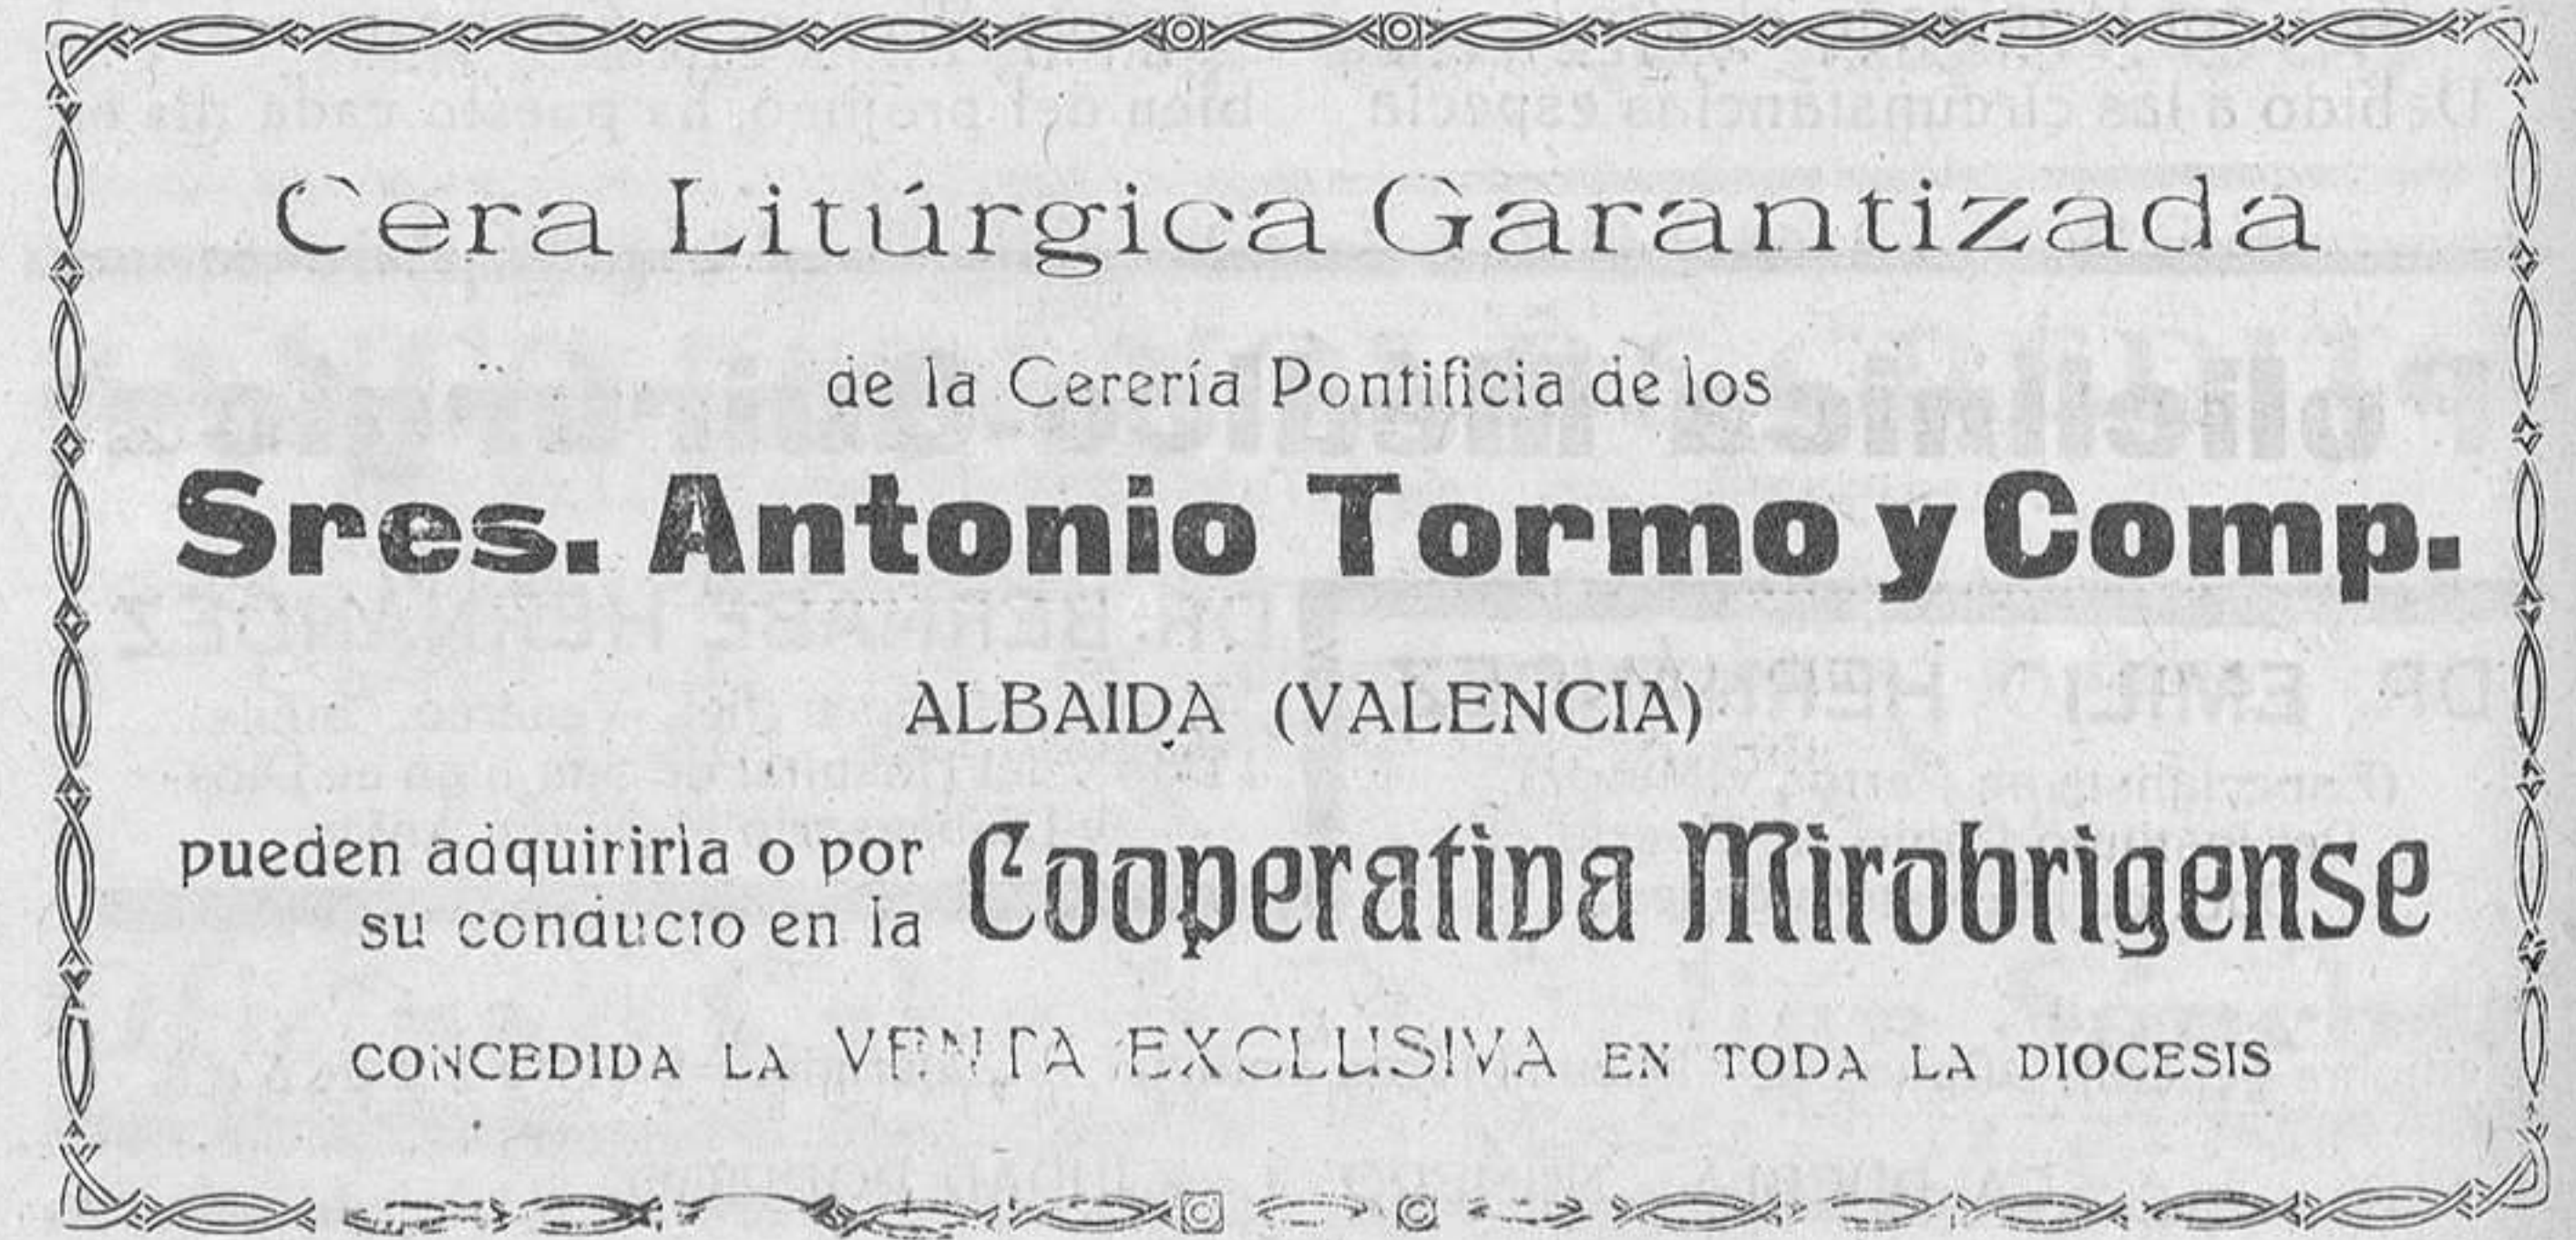 Cera Litúrgica Garantizada
de la Cerería Pontificia de los
Sres. Antonio Tormo y Comp.
ALBAIDA (VALENCIA)
pueden adquirirla o por
su conducto en la
Cooperativa Mirobrigense
CONCEDIDA LA VENTA EXCLUSIVA EN TODA LA DIOCESIS